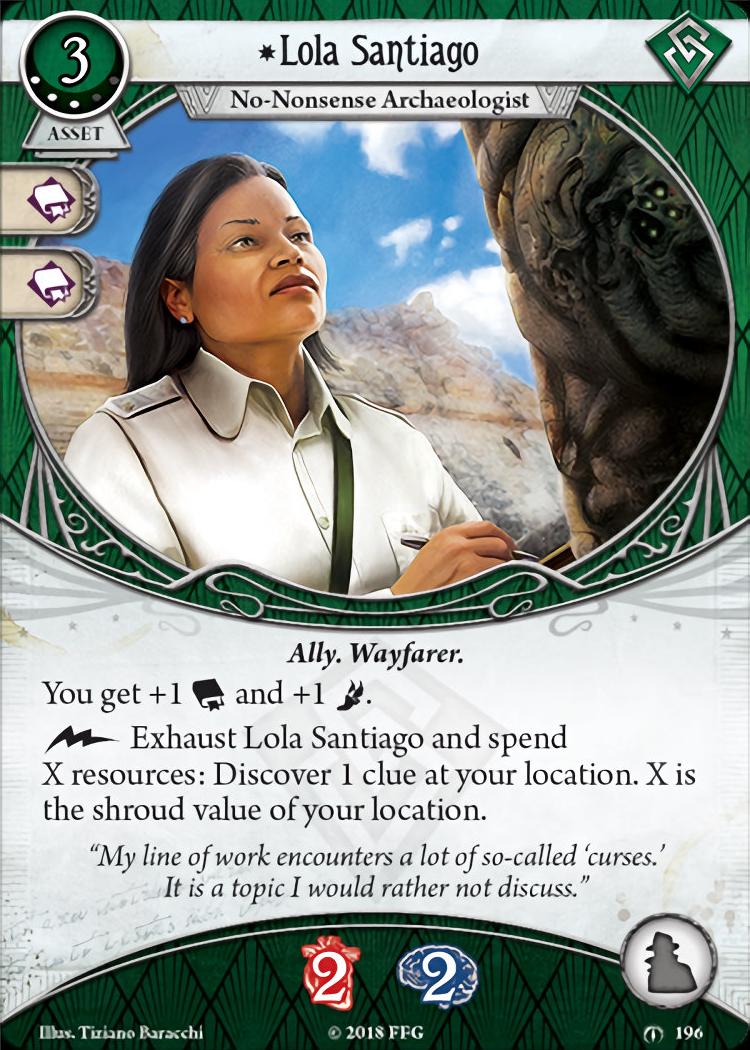 3
Lola Santiago
No-Nonsense Archaeologist
ASSET
Ally. Wayfarer.
You get +1 and +1 .
Exhaust Lola Santiago and spend
X resources: Discover 1 clue at your location. X is
the shroud value of your location.
“My line of work encounters a lot of so-called ‘curses.’
It is a topic I would rather not discuss.”
2 2
Illus. Tiziano Baracchi © 2018 FFG 196